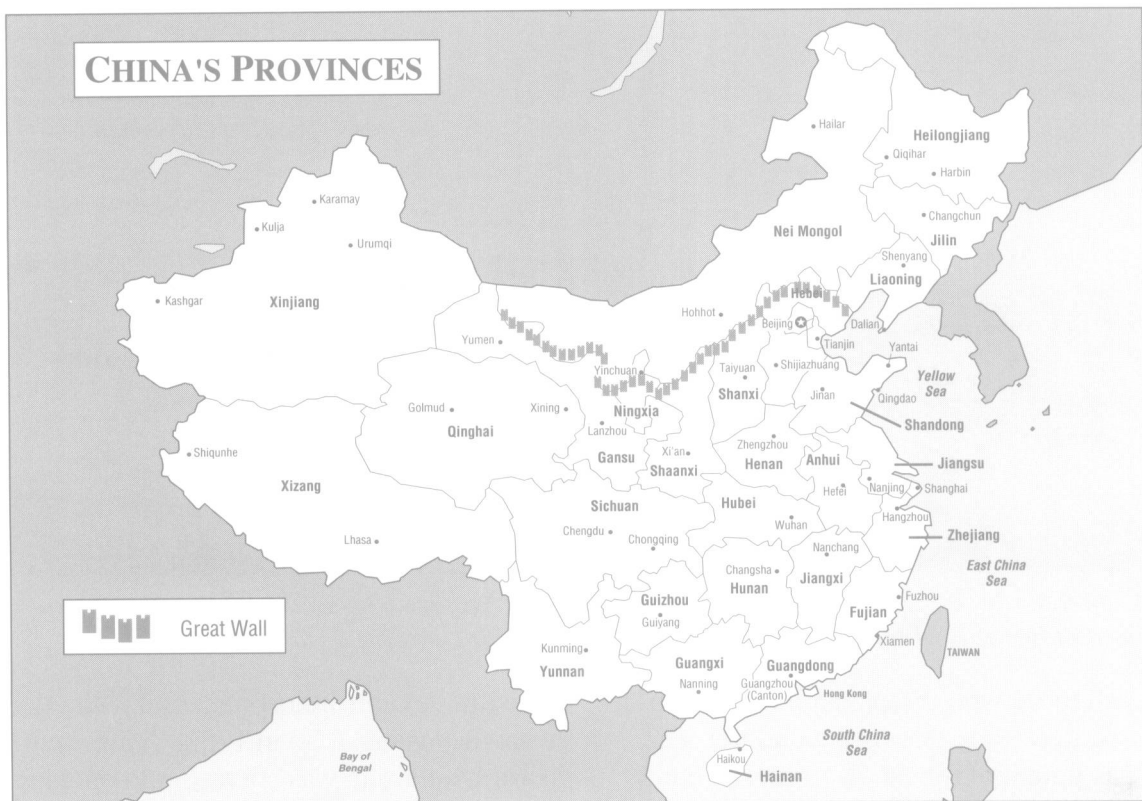 CHINA'S PROVINCES
Hailar
Heilongjiang
Qiqihar
Harbin
Karamay
Changchun
Kulja
Nei Mongol
Urumqi
Jilin
Shenyang
Liaoning
Kashgar
Xinjiang
Hebei
Hohhot
Beijing
Dalian
Yumen
Tianjin
Yantai
Yinchuan
Taiyuan
Shijiazhuang
Yellow
Sea
Shanxi
Jinan
Qingdao
Golmud
Xining
Ningxia
Qinghai
Lanzhou
Shandong
Zhengzhou
Shiqunhe
Gansu
Xi'an
Shaanxi
Henan
Anhui
Jiangsu
Xizang
Hefei
Nanjing
Shanghai
Sichuan
Hubei
Hangzhou
Wuhan
Chengdu
Chongqing
Zhejiang
Lhasa
Nanchang
East China
Sea
Changsha
Jiangxi
Hunan
Guizhou
Fuzhou
Guiyang
Fujian
Great Wall
Xiamen
Kunming
TAIWAN
Yunnan
Guangxi
Guangdong
Nanning
Guangzhou
(Canton)
Hong Kong
South China
Sea
Bay of
Bengal
Haikou
Hainan